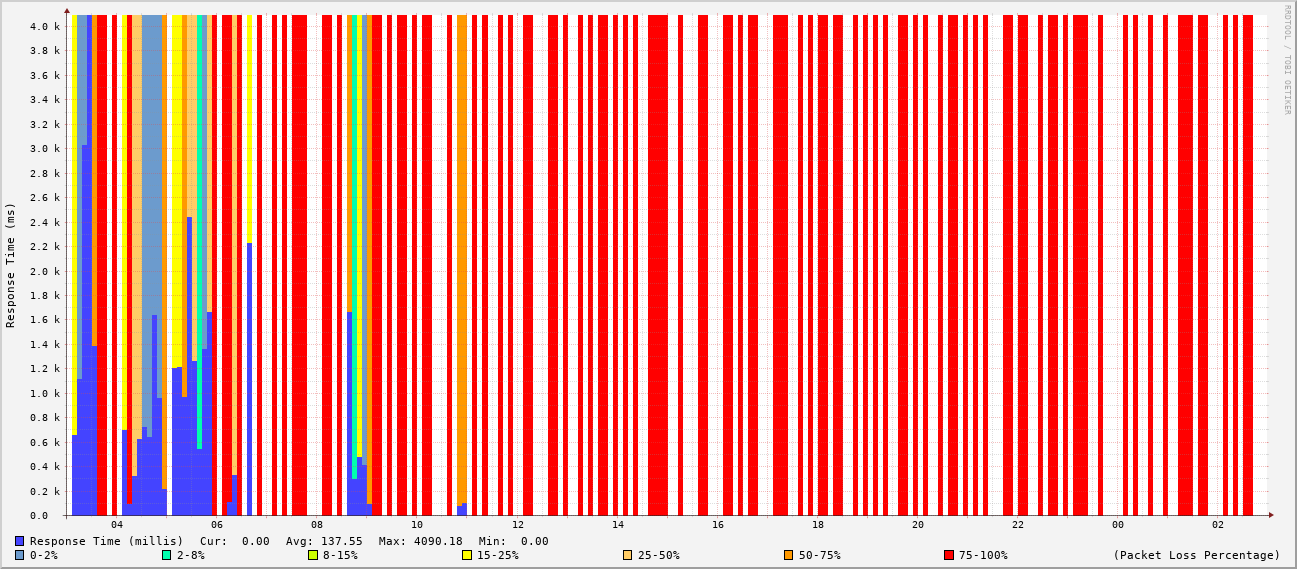 RRDTOOL / TOBI OETIKER
Response Time (ms)
4.0 k
3.8 k
3.6 k
3.4 k
3.2 k
3.0 k
2.8 k
2.6 k
2.4 k
2.2 k
2.0 k
1.8 k
1.6 k
1.4 k
1.2 k
1.0 k
0.8 k
0.6 k
0.4 k
0.2 k
0.0
04 06 08 10 12 14 16 18 20 22 00 02
Response Time (millis) Cur: 0.00 Avg: 137.55 Max: 4090.18 Min: 0.00
0-2% 2-8% 8-15% 15-25% 25-50% 50-75% 75-100% (Packet Loss Percentage)